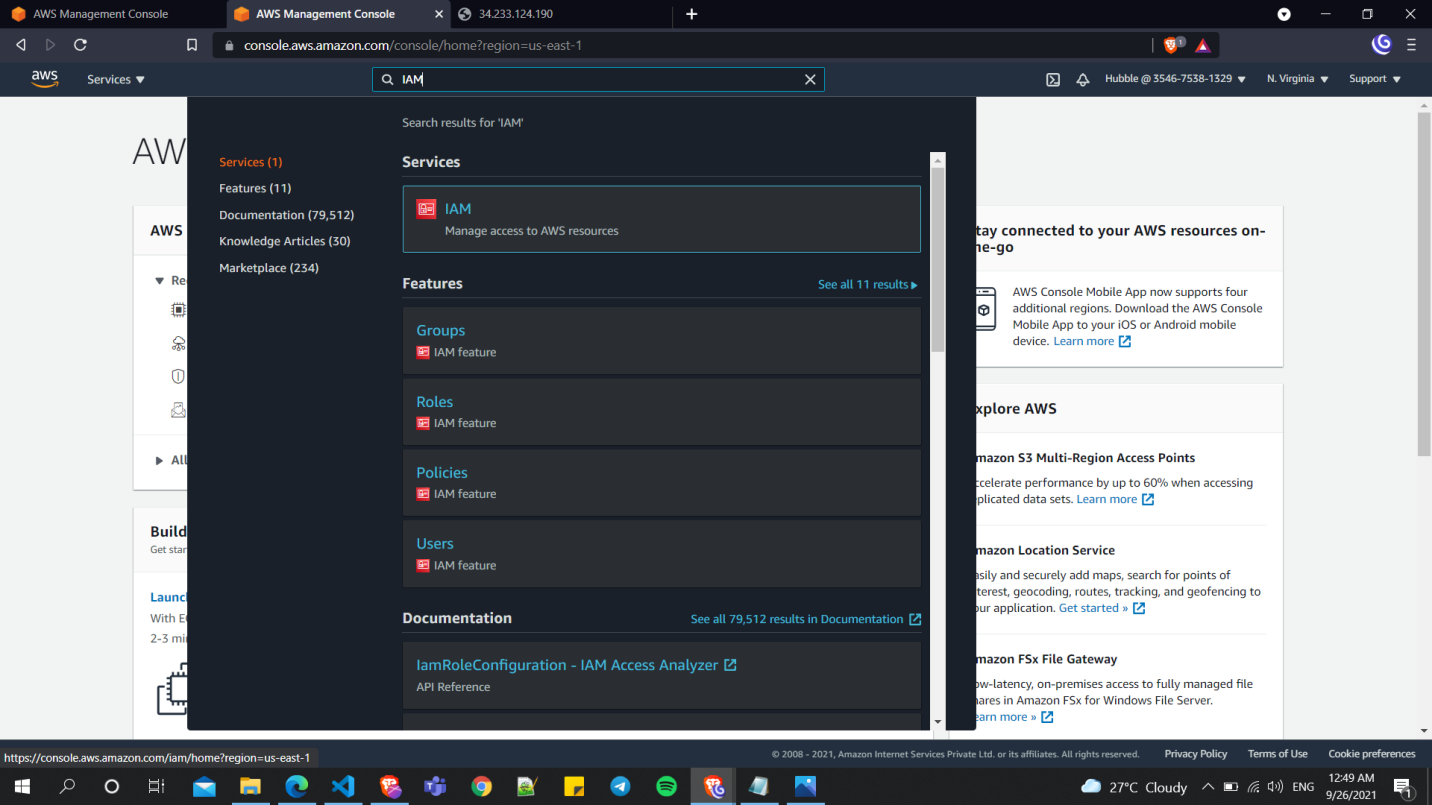 AWS Management Console
AWS Management Console
34.233.124.190
console.aws.amazon.com/console/home?region=us-east-1
1
aws
Services
IAM
Hubble @ 3546-7538-1329
N. Virginia
Support
AW
Search results for 'IAM'
Services (1)
Features (11)
Documentation (79,512)
Knowledge Articles (30)
Marketplace (234)
Services
IAM
Manage access to AWS resources
Features
See all 11 results
Groups
IAM feature
Roles
IAM feature
Policies
IAM feature
Users
IAM feature
Documentation
See all 79,512 results in Documentation
IamRoleConfiguration - IAM Access Analyzer
API Reference
AWS
Re
All
Build
Get star
Launc
With E
2-3 mi
tay connected to your AWS resources on-
he-go
AWS Console Mobile App now supports four
additional regions. Download the AWS Console
Mobile App to your iOS or Android mobile
device. Learn more
xplore AWS
mazon S3 Multi-Region Access Points
ccelerate performance by up to 60% when accessing
eplicated data sets. Learn more
mazon Location Service
asily and securely add maps, search for points of
terest, geocoding, routes, tracking, and geofencing to
our application. Get started »
mazon FSx File Gateway
ow-latency, on-premises access to fully managed file
hares in Amazon FSx for Windows File Server.
earn more »
https://console.aws.amazon.com/iam/home?region=us-east-1
© 2008 - 2021, Amazon Internet Services Private Ltd. or its affiliates. All rights reserved.
Privacy Policy
Terms of Use
Cookie preferences
27°C Cloudy
ENG
12:49 AM
9/26/2021
1